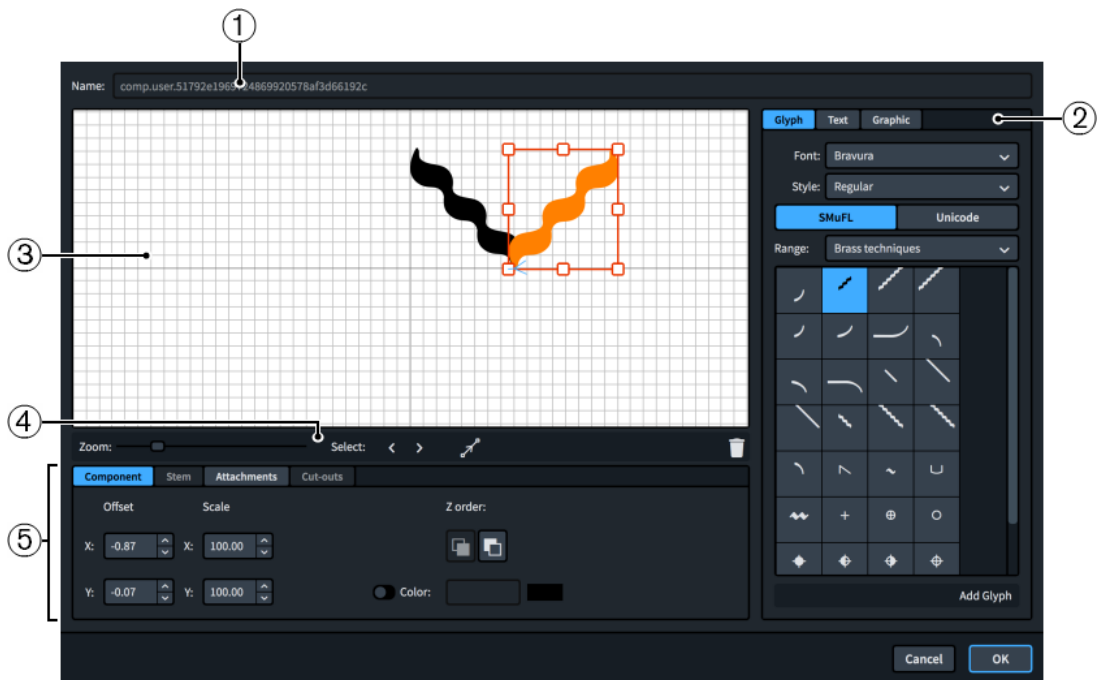 1
Name: comp.user.51792e1969724869920578af3d66192c
Glyph Text Graphic
2
Font: Bravura
Style: Regular
SMuFL Unicode
Range: Brass techniques
3
4
Zoom: Select: < >
Component Stem Attachments Cut-outs
Offset Scale Z order:
5
X: -0.87 X: 100.00
Y: -0.07 Y: 100.00 Color:
Add Glyph
Cancel OK